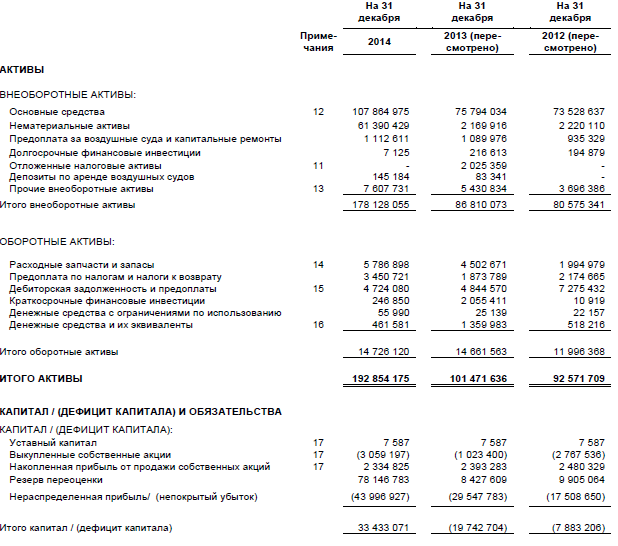 На 31 декабря На 31 декабря На 31 декабря
Приме-чания 2014 2013 (пере-смотрено) 2012 (пере-смотрено)
АКТИВЫ
ВНЕОБОРОТНЫЕ АКТИВЫ:
Основные средства 12 107 864 975 75 794 034 73 528 637
Нематериальные активы 61 390 429 2 169 916 2 220 110
Предоплата за воздушные суда и капитальные ремонты 1 112 611 1 089 976 935 329
Долгосрочные финансовые инвестиции 7 125 216 613 194 879
Отложенные налоговые активы 11 - 2 025 359 -
Депозиты по аренде воздушных судов 145 184 83 341 -
Прочие внеоборотные активы 13 7 607 731 5 430 834 3 696 386
Итого внеоборотные активы 178 128 055 86 810 073 80 575 341
ОБОРОТНЫЕ АКТИВЫ:
Расходные запчасти и запасы 14 5 786 898 4 502 671 1 994 979
Предоплата по налогам и налоги к возврату 3 450 721 1 873 789 2 174 665
Дебиторская задолженность и предоплаты 15 4 724 080 4 844 570 7 275 432
Краткосрочные финансовые инвестиции 246 850 2 055 411 10 919
Денежные средства с ограничениями по использованию 55 990 25 139 22 157
Денежные средства и их эквиваленты 16 461 581 1 359 983 518 216
Итого оборотные активы 14 726 120 14 661 563 11 996 368
ИТОГО АКТИВЫ 192 854 175 101 471 636 92 571 709
КАПИТАЛ / (ДЕФИЦИТ КАПИТАЛА) И ОБЯЗАТЕЛЬСТВА
КАПИТАЛ / (ДЕФИЦИТ КАПИТАЛА):
Уставный капитал 17 7 587 7 587 7 587
Выкупленные собственные акции 17 (3 059 197) (1 023 400) (2 767 536)
Накопленная прибыль от продажи собственных акций 17 2 334 825 2 393 283 2 480 329
Резерв переоценки 78 146 783 8 427 609 9 905 064
Нераспределенная прибыль/ (непокрытый убыток) (43 996 927) (29 547 783) (17 508 650)
Итого капитал / (дефицит капитала) 33 433 071 (19 742 704) (7 883 206)